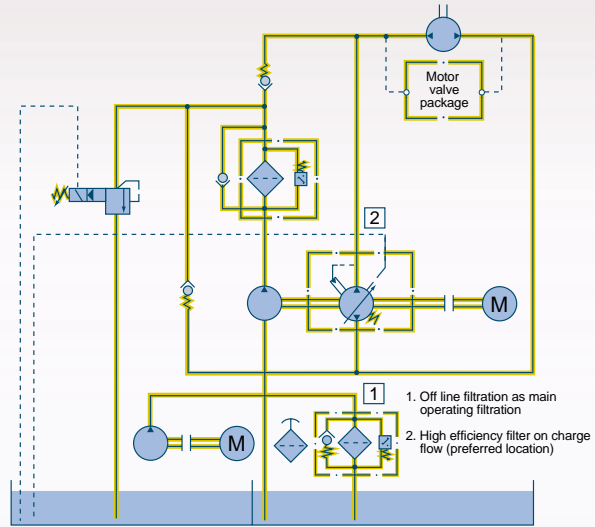 Motor
valve
package
2
M
1
M
1. Off line filtration as main
operating filtration
2. High efficiency filter on charge
flow (preferred location)